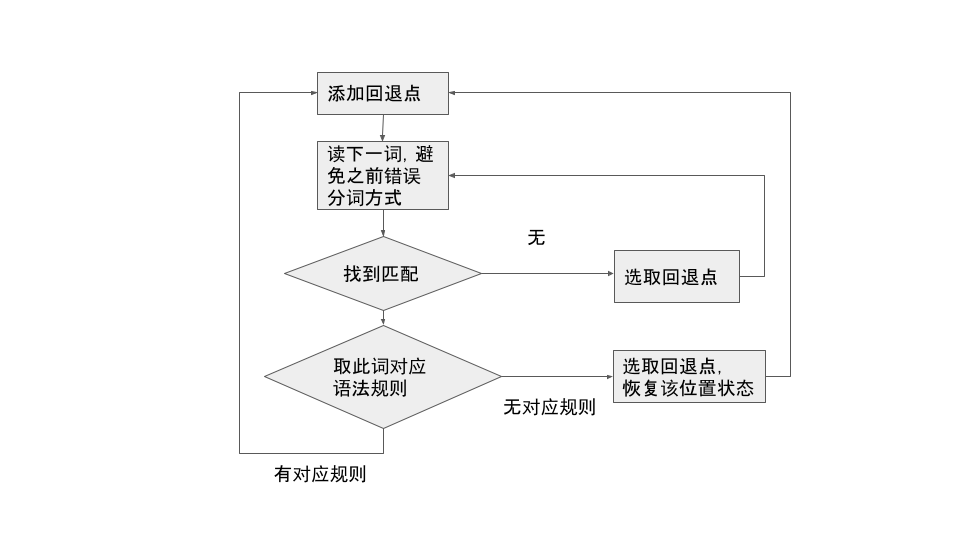 添加回退点
读下一词, 避
免之前错误
分词方式
无
找到匹配
选取回退点
取此词对应
语法规则
选取回退点,
恢复该位置状态
无对应规则
有对应规则